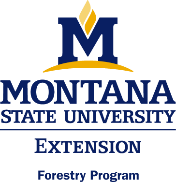 M
MONTANA
STATE UNIVERSITY
EXTENSION
Forestry Program